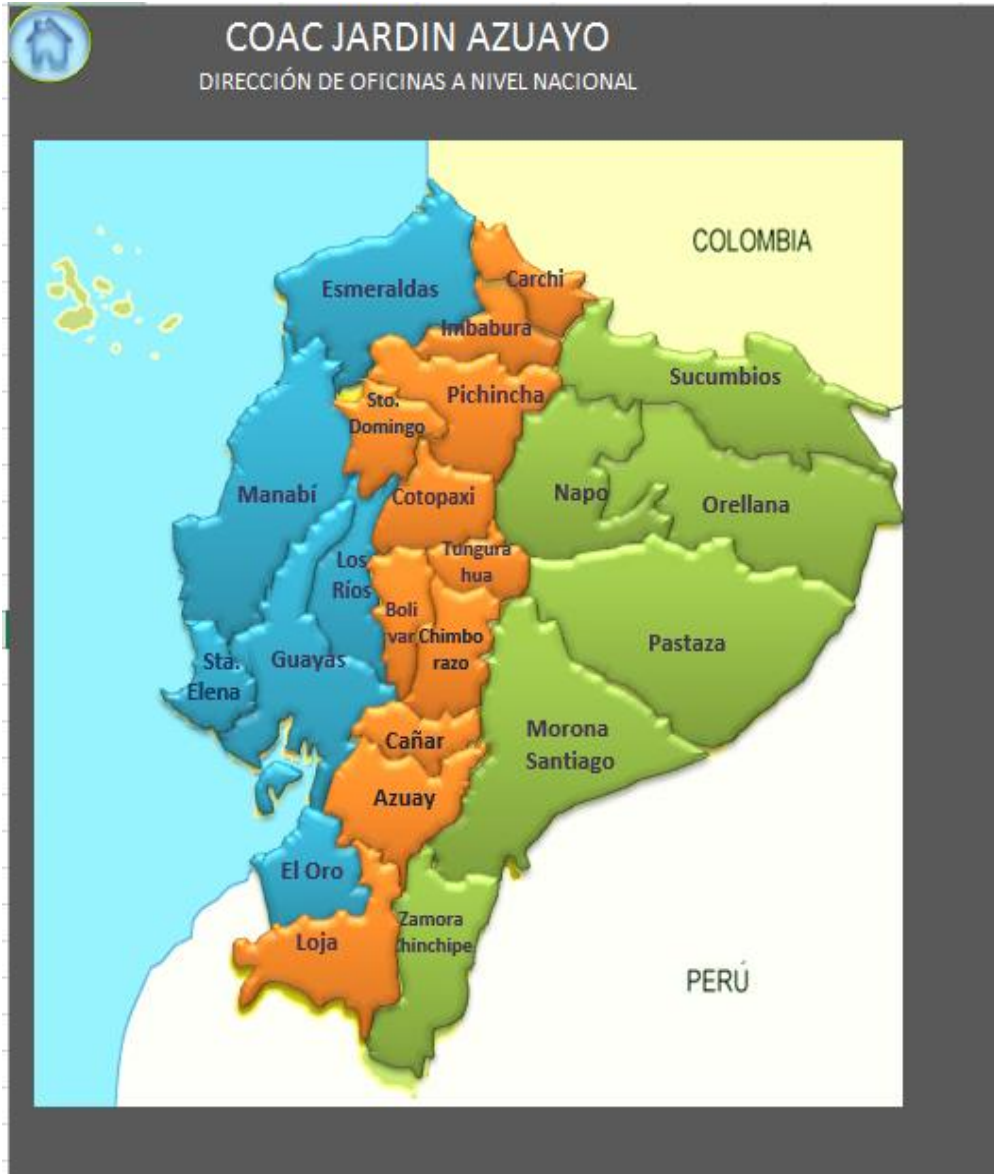 COAC JARDIN AZUAYO
DIRECCIÓN DE OFICINAS A NIVEL NACIONAL
COLOMBIA
Carchi
Esmeraldas
Imbabura
Sucumbios
Pichincha
Sto.
Domingo
Manabí
Cotopaxi
Napo
Orellana
Tungura
hua
Los
Ríos
Boli
var
Chimbo
razo
Pastaza
Guayas
Sta.
Elena
Morona
Santiago
Cañar
Azuay
El Oro
Zamora
Chinchipe
Loja
PERÚ